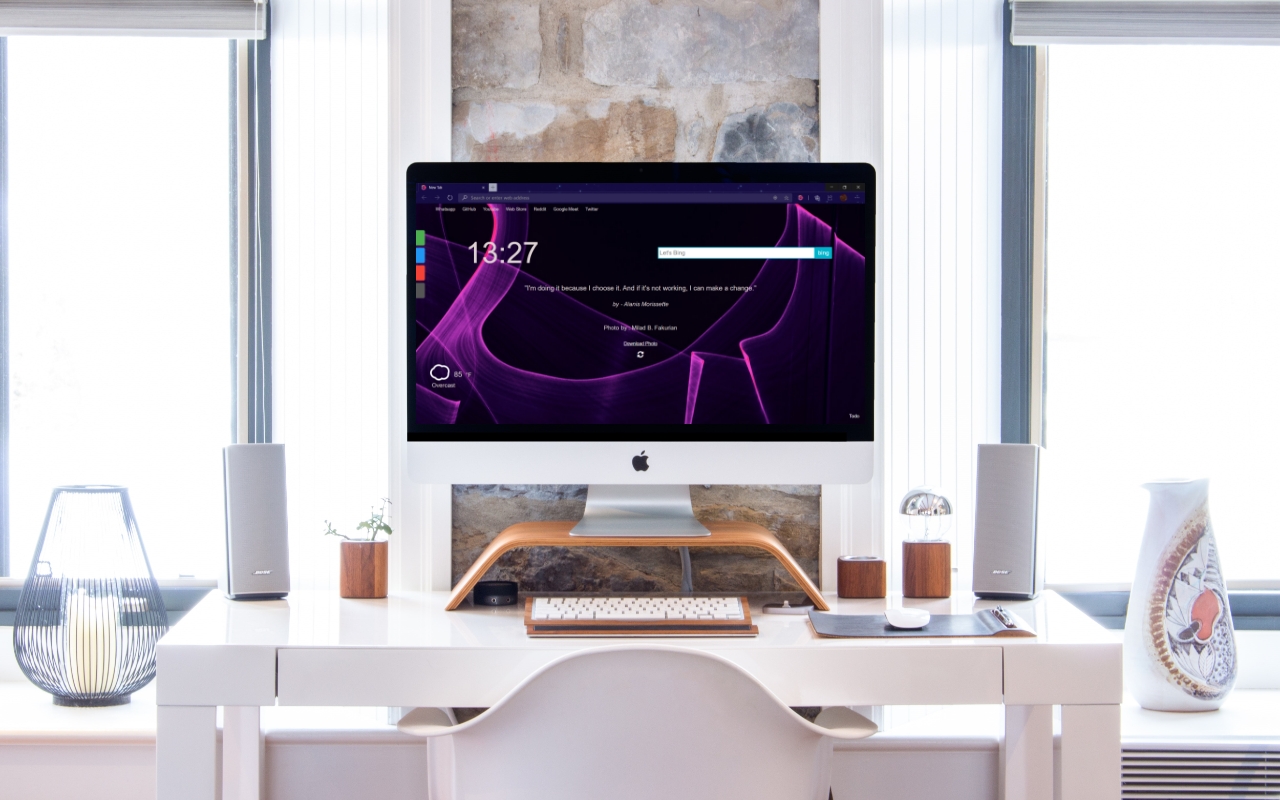 New Tab
Search or enter web address
Whatsapp GitHub Youtube Web Store Reddit Google Meet Twitter
13:27
Let's Bing
bing
"I'm doing it because I choose it. And if it's not working, I can make a change."
by - Alanis Morissette
Photo by : Milad B. Fakurian
Download Photo
85 °F
Overcast
Todo
BOSE
BOSE